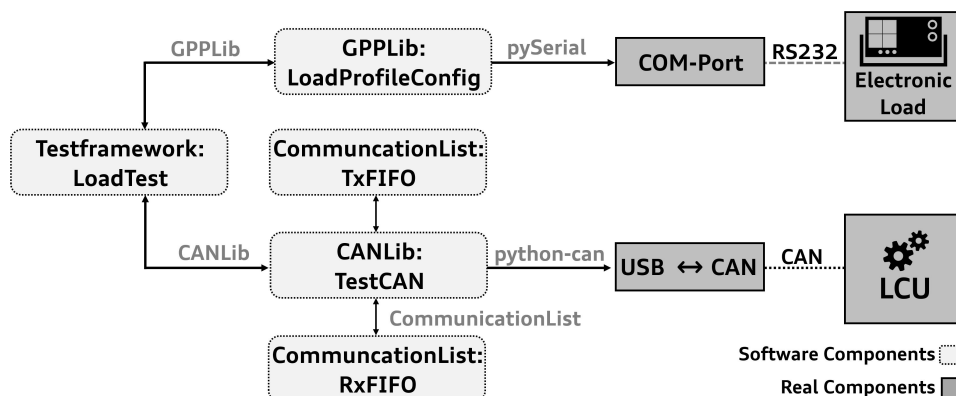 GPPLib
GPPLib:
LoadProfileConfig
pySerial
COM-Port
RS232
Electronic
Load
Testframework:
LoadTest
CommuncationList:
TxFIFO
CANLib
CANLib:
TestCAN
python-can
USB ↔ CAN
CAN
LCU
CommunicationList
CommuncationList:
RxFIFO
Software Components
Real Components